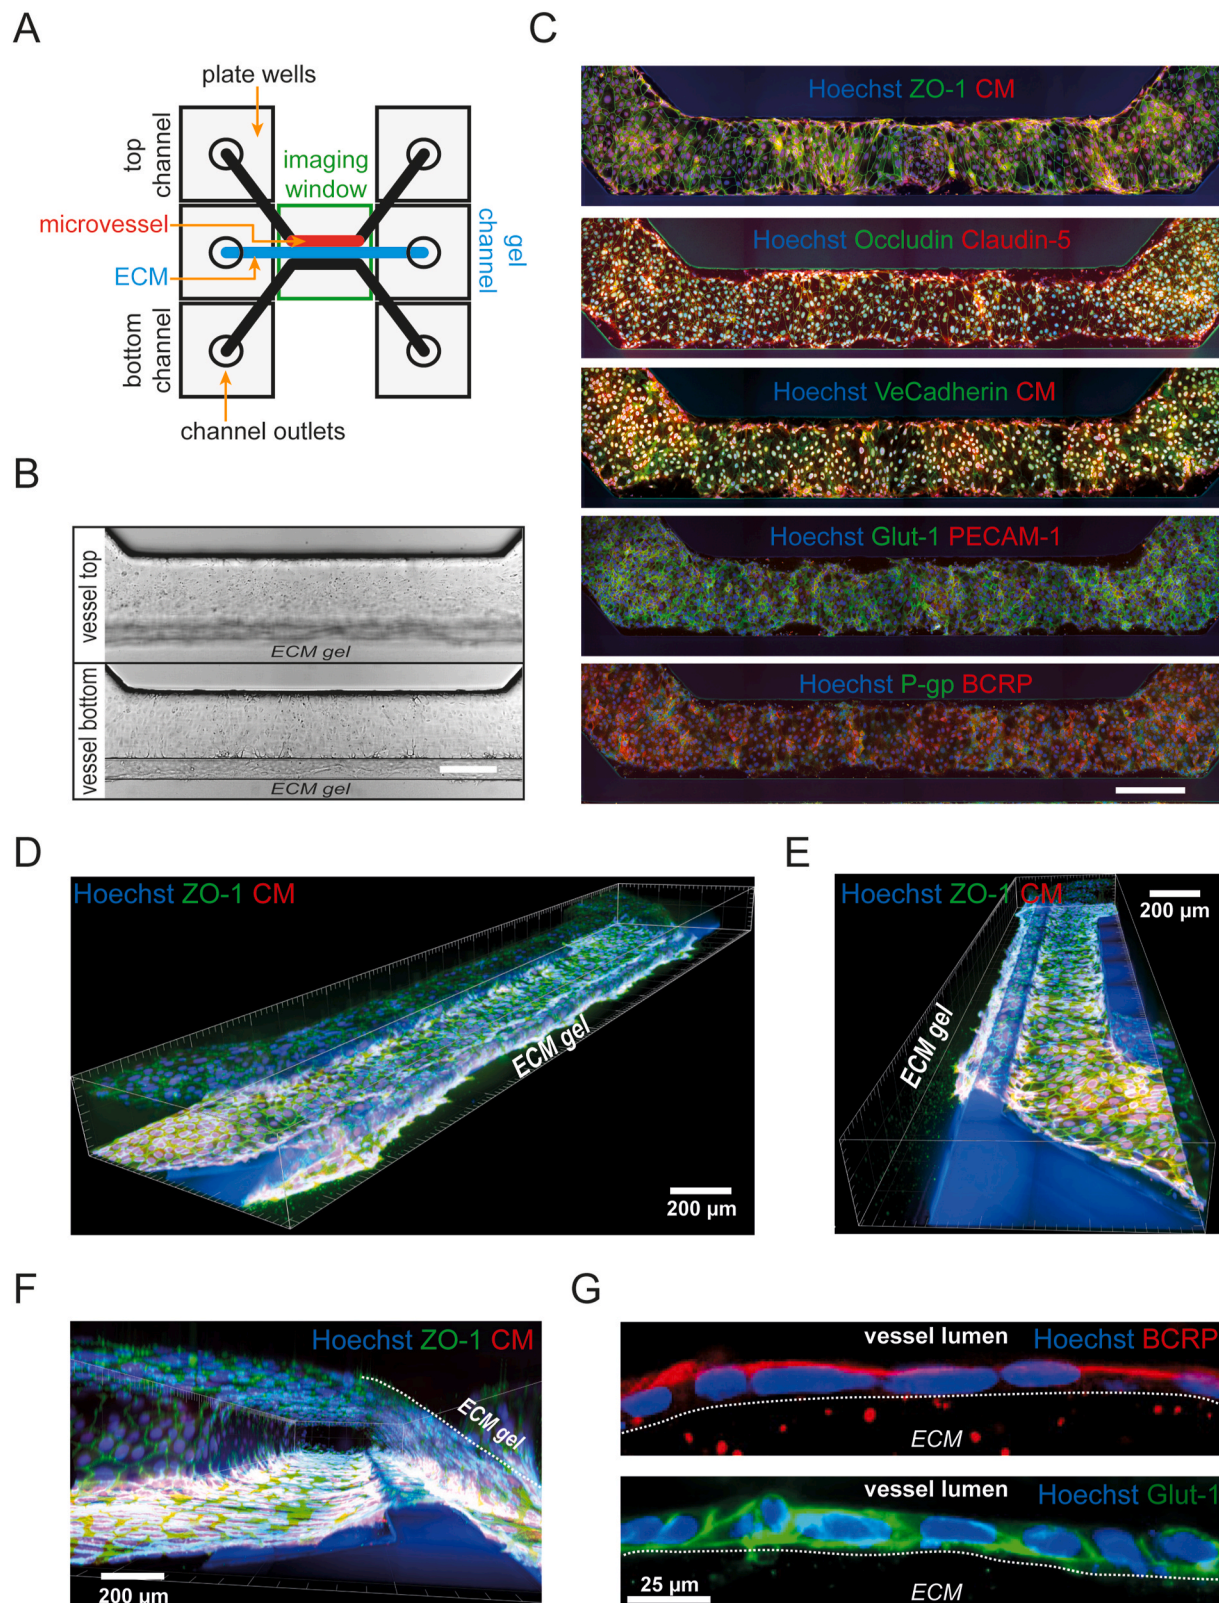 A
plate wells
top
channel
imaging
window
microvessel
ECM
gel
channel
bottom
channel
channel outlets
B
vessel top
ECM gel
vessel bottom
ECM gel
C
Hoechst ZO-1 CM
Hoechst Occludin Claudin-5
Hoechst VeCadherin CM
Hoechst Glut-1 PECAM-1
Hoechst P-gp BCRP
D
Hoechst ZO-1 CM
ECM gel
200 μm
E
Hoechst ZO-1 CM
200 μm
ECM gel
F
Hoechst ZO-1 CM
ECM gel
200 μm
G
vessel lumen Hoechst BCRP
ECM
vessel lumen Hoechst Glut-1
25 μm
ECM